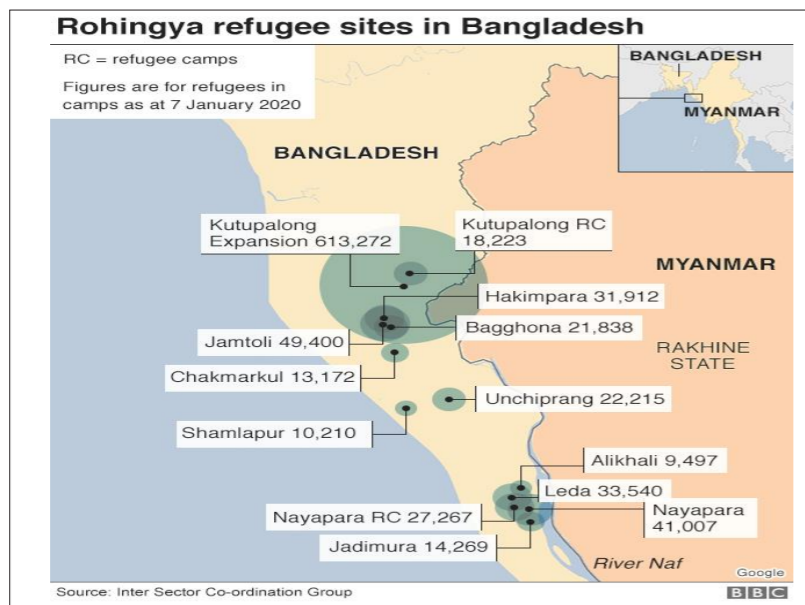 Rohingya refugee sites in Bangladesh
RC = refugee camps
Figures are for refugees in
camps as at 7 January 2020
BANGLADESH
MYANMAR
BANGLADESH
Kutupalong
Expansion 613,272
Kutupalong RC
18,223
MYANMAR
Hakimpara 31,912
Bagghona 21,838
Jamtoli 49,400
RAKHINE
STATE
Chakmarkul 13,172
Unchiprang 22,215
Shamlapur 10,210
Alikhali 9,497
Leda 33,540
Nayapara RC 27,267
Nayapara
41,007
Jadimura 14,269
River Naf
Google
Source: Inter Sector Co-ordination Group
BBC